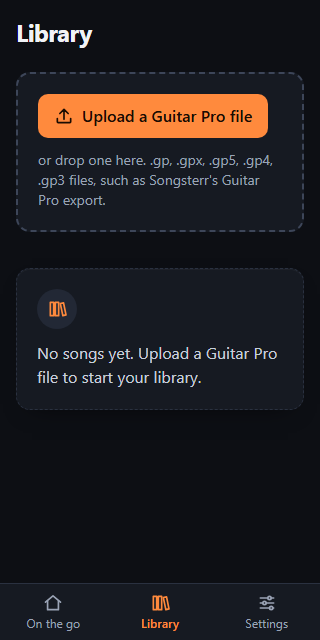 Library
Upload a Guitar Pro file
or drop one here. .gp, .gpx, .gp5, .gp4,
.gp3 files, such as Songsterr's Guitar
Pro export.
No songs yet. Upload a Guitar Pro
file to start your library.
On the go
Library
Settings